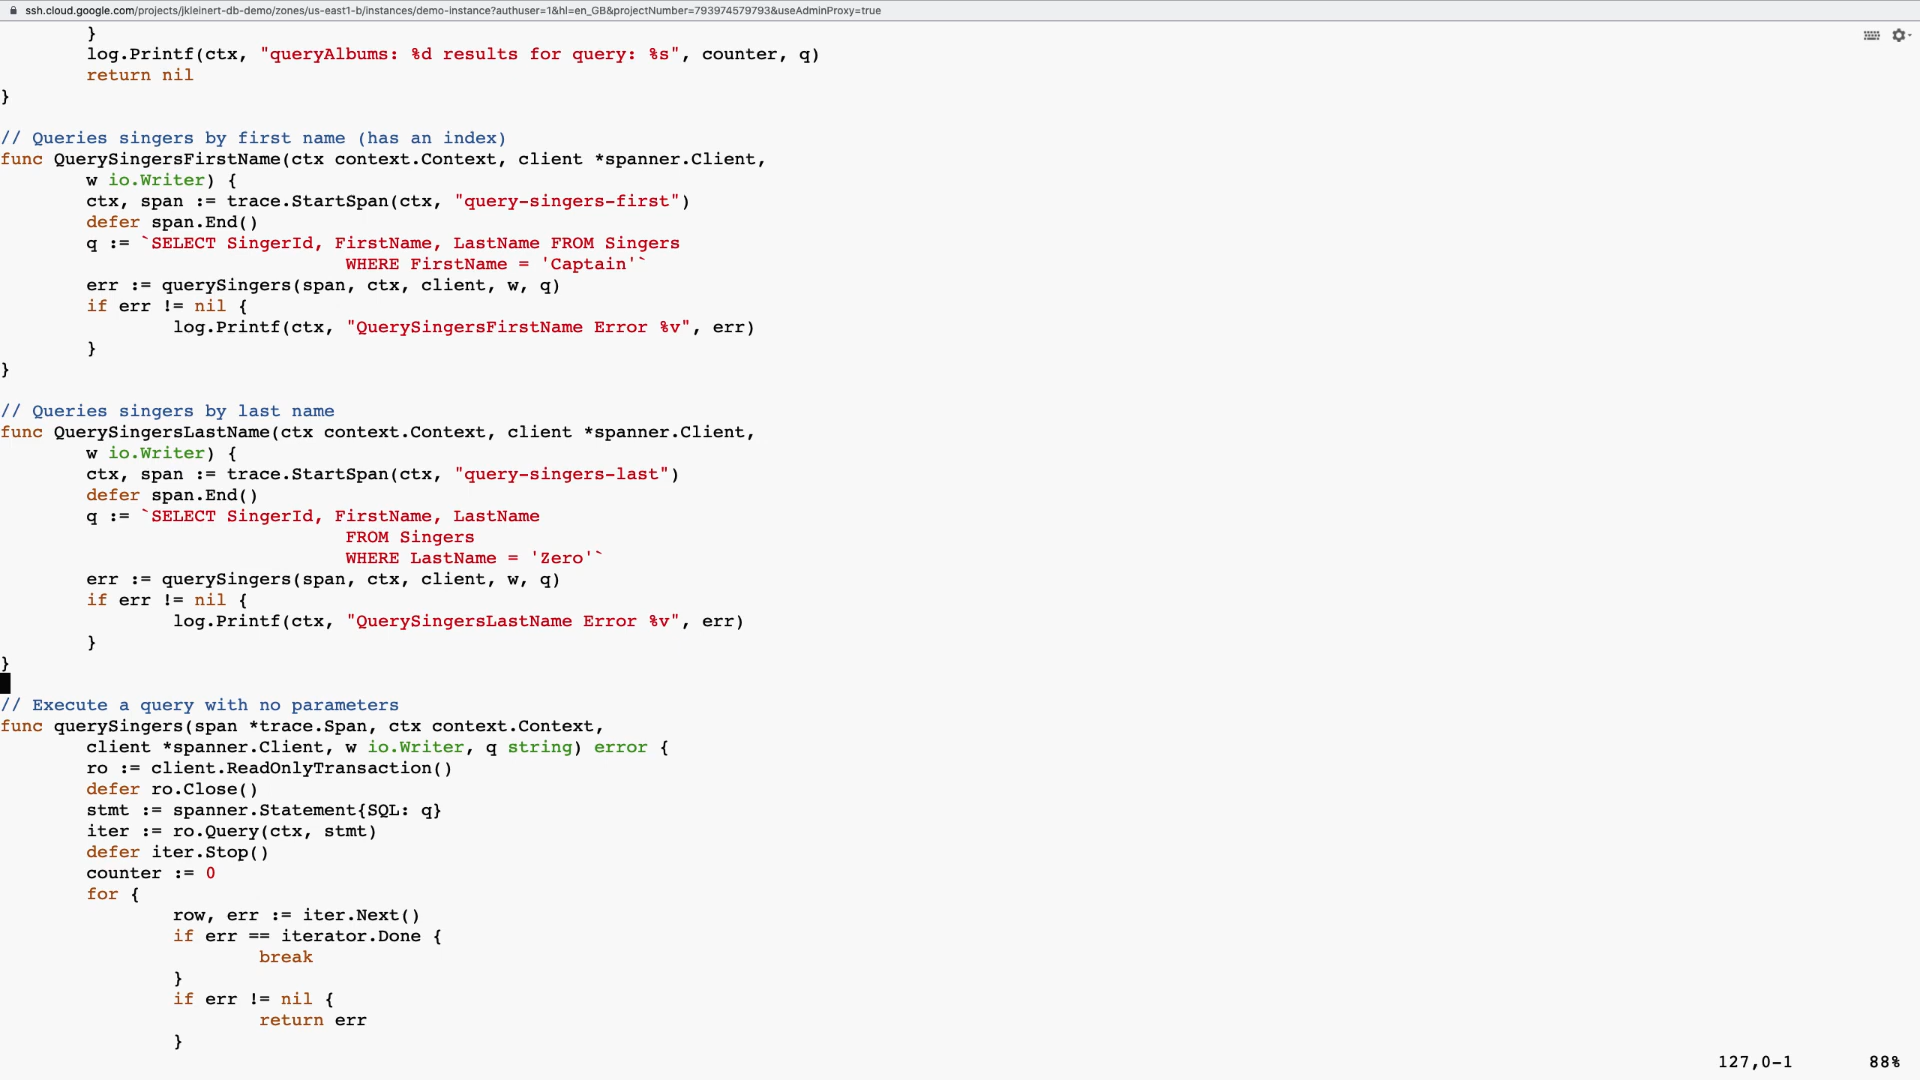 ssh.cloud.google.com/projects/jkleinert-db-demo/zones/us-east1-b/instances/demo-instance?authuser=1&hl=en_GB&projectNumber=793974579793&useAdminProxy=true
        }
        log.Printf(ctx, "queryAlbums: %d results for query: %s", counter, q)
        return nil
}

// Queries singers by first name (has an index)
func QuerySingersFirstName(ctx context.Context, client *spanner.Client,
        w io.Writer) {
        ctx, span := trace.StartSpan(ctx, "query-singers-first")
        defer span.End()
        q := `SELECT SingerId, FirstName, LastName FROM Singers
                                WHERE FirstName = 'Captain'`
        err := querySingers(span, ctx, client, w, q)
        if err != nil {
                log.Printf(ctx, "QuerySingersFirstName Error %v", err)
        }
}

// Queries singers by last name
func QuerySingersLastName(ctx context.Context, client *spanner.Client,
        w io.Writer) {
        ctx, span := trace.StartSpan(ctx, "query-singers-last")
        defer span.End()
        q := `SELECT SingerId, FirstName, LastName
                                FROM Singers
                                WHERE LastName = 'Zero'`
        err := querySingers(span, ctx, client, w, q)
        if err != nil {
                log.Printf(ctx, "QuerySingersLastName Error %v", err)
        }
}

// Execute a query with no parameters
func querySingers(span *trace.Span, ctx context.Context,
        client *spanner.Client, w io.Writer, q string) error {
        ro := client.ReadOnlyTransaction()
        defer ro.Close()
        stmt := spanner.Statement{SQL: q}
        iter := ro.Query(ctx, stmt)
        defer iter.Stop()
        counter := 0
        for {
                row, err := iter.Next()
                if err == iterator.Done {
                        break
                }
                if err != nil {
                        return err
                }
127,0-1 88%